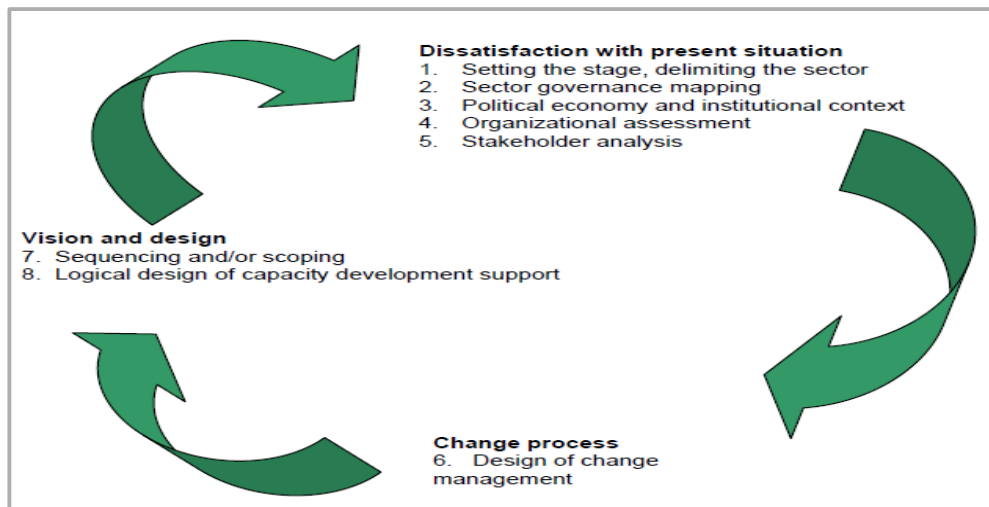 Dissatisfaction with present situation
1. Setting the stage, delimiting the sector
2. Sector governance mapping
3. Political economy and institutional context
4. Organizational assessment
5. Stakeholder analysis
Vision and design
7. Sequencing and/or scoping
8. Logical design of capacity development support
Change process
6. Design of change
management